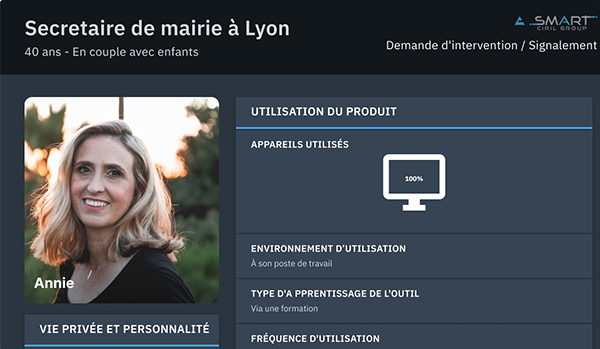 Secretaire de mairie à Lyon
40 ans - En couple avec enfants
SMART
CIRIL GROUP
Demande d'intervention / Signalement
Annie
VIE PRIVÉE ET PERSONNALITÉ
UTILISATION DU PRODUIT
APPAREILS UTILISÉS
100%
ENVIRONNEMENT D'UTILISATION
À son poste de travail
TYPE D'A PPRENTISSAGE DE L'OUTIL
Via une formation
FRÉQUENCE D'UTILISATION